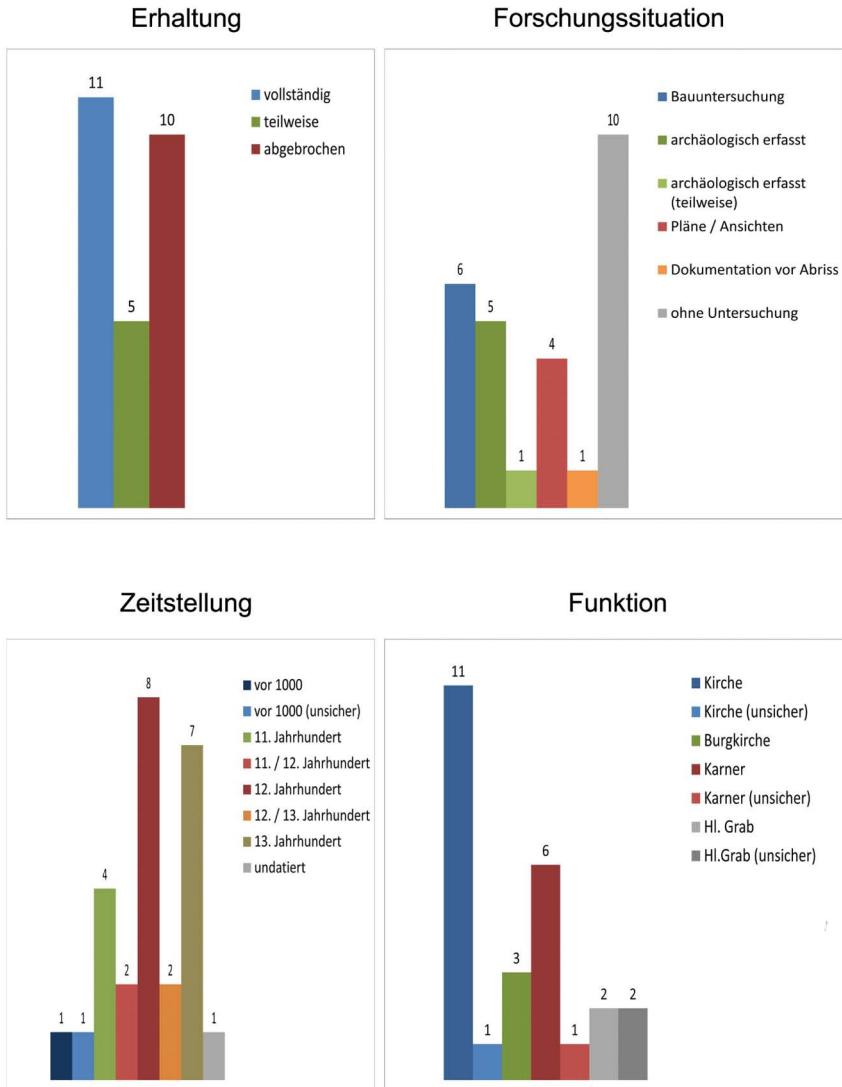 Erhaltung
11
5
10
vollständig
teilweise
abgebrochen
Forschungssituation
6
5
1
4
1
10
Bauuntersuchung
archäologisch erfasst
archäologisch erfasst
(teilweise)
Pläne / Ansichten
Dokumentation vor Abriss
ohne Untersuchung
Zeitstellung
1
1
4
2
8
2
7
1
vor 1000
vor 1000 (unsicher)
11. Jahrhundert
11. / 12. Jahrhundert
12. Jahrhundert
12. / 13. Jahrhundert
13. Jahrhundert
undatiert
Funktion
11
1
3
6
1
2
2
Kirche
Kirche (unsicher)
Burgkirche
Karner
Karner (unsicher)
Hl. Grab
Hl.Grab (unsicher)